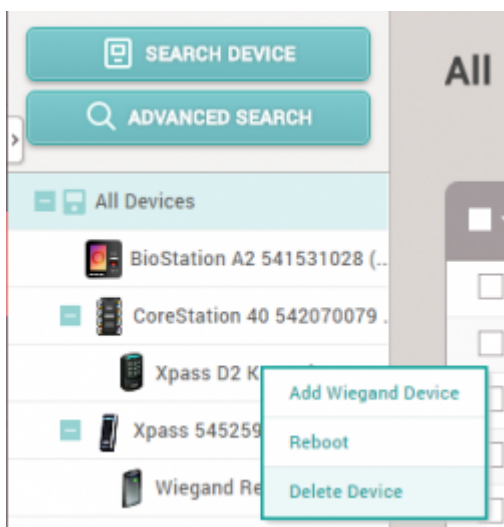 SEARCH DEVICE
All
ADVANCED SEARCH
All Devices
BioStation A2 541531028 (..
CoreStation 40 542070079 .
Xpass D2 K
Add Wiegand Device
Xpass 545259
Reboot
Wiegand Re
Delete Device